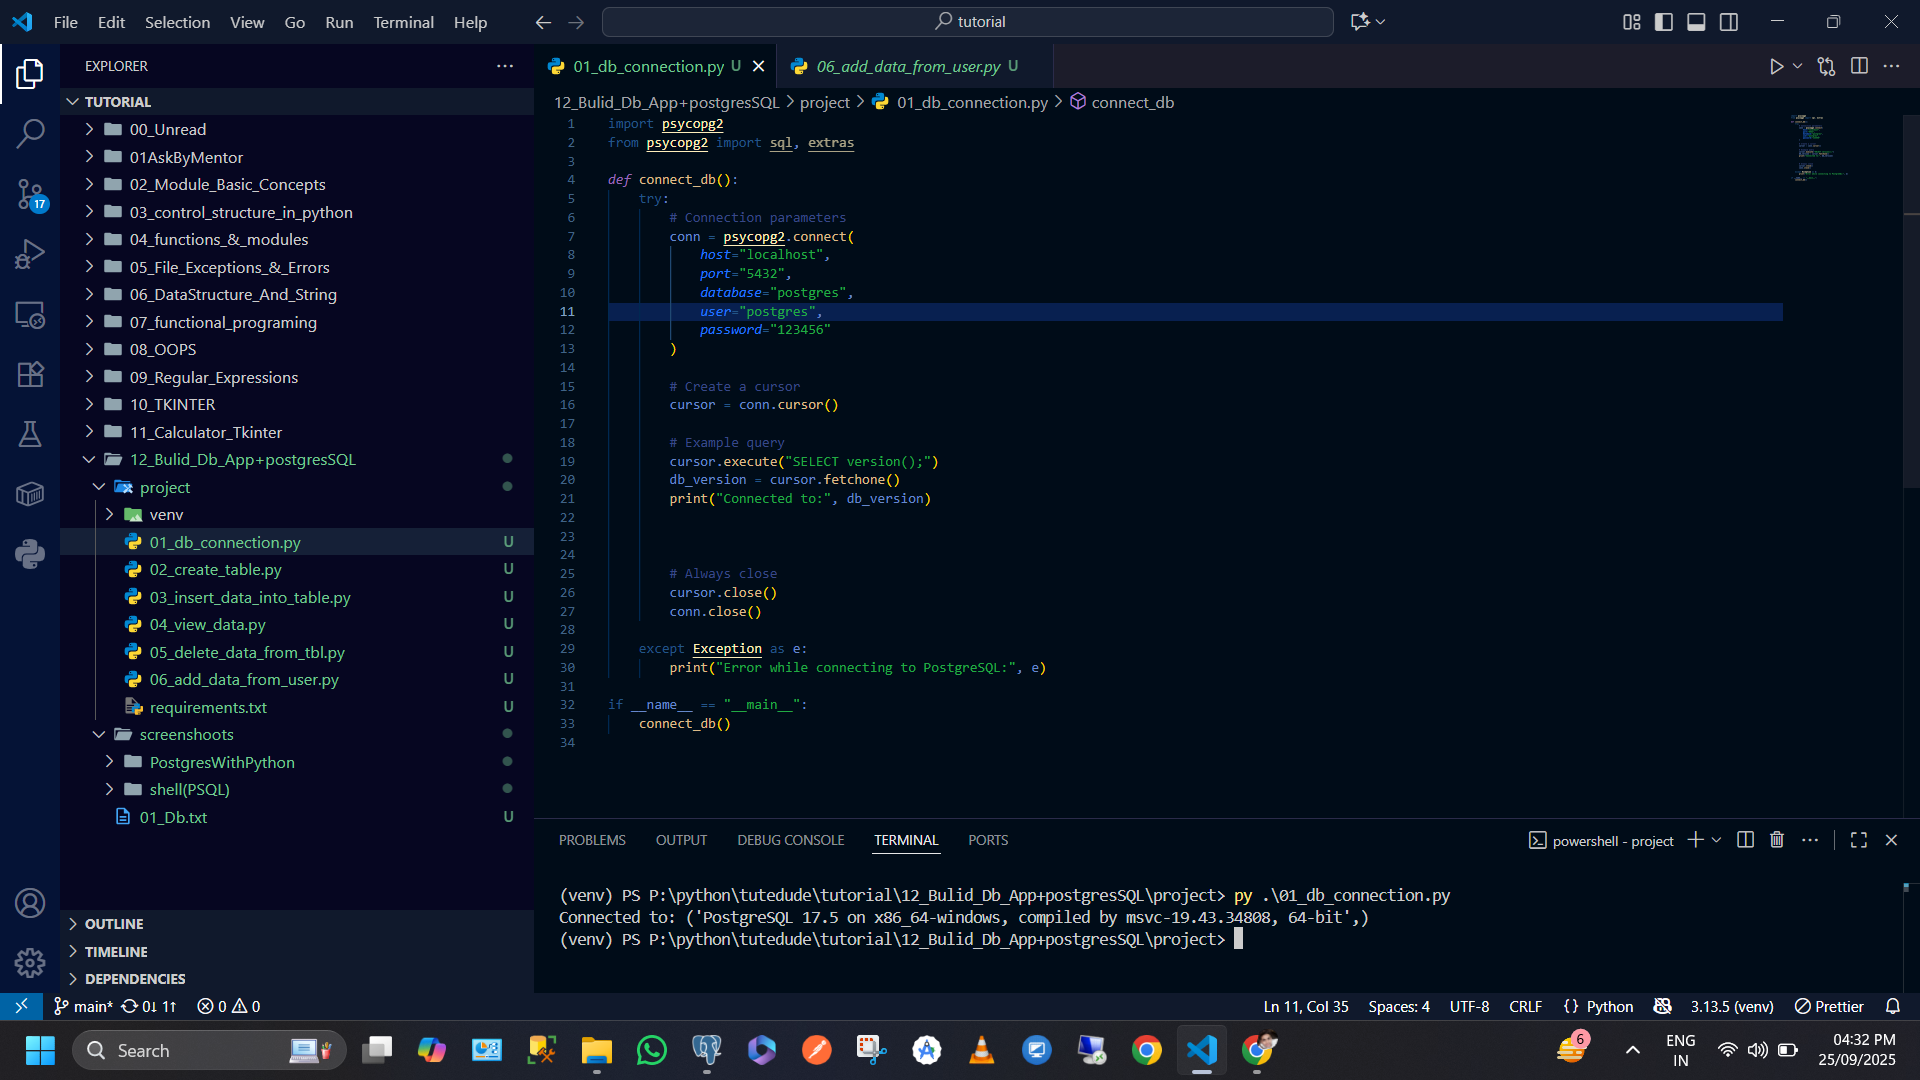 File Edit Selection View Go Run Terminal Help
tutorial
EXPLORER
TUTORIAL
00_Unread
01AskByMentor
02_Module_Basic_Concepts
03_control_structure_in_python
04_functions_&_modules
05_File_Exceptions_&_Errors
06_DataStructure_And_String
07_functional_programing
08_OOPS
09_Regular_Expressions
10_TKINTER
11_Calculator_Tkinter
12_Bulid_Db_App+postgresSQL
project
venv
01_db_connection.py U
02_create_table.py U
03_insert_data_into_table.py U
04_view_data.py U
05_delete_data_from_tbl.py U
06_add_data_from_user.py U
requirements.txt U
screenshoots
PostgresWithPython
shell(PSQL)
01_Db.txt U
OUTLINE
TIMELINE
DEPENDENCIES
17
01_db_connection.py U
06_add_data_from_user.py U
12_Bulid_Db_App+postgresSQL > project > 01_db_connection.py > connect_db
1 import psycopg2
2 from psycopg2 import sql, extras
3
4 def connect_db():
5 try:
6 # Connection parameters
7 conn = psycopg2.connect(
8 host="localhost",
9 port="5432",
10 database="postgres",
11 user="postgres",
12 password="123456"
13 )
14
15 # Create a cursor
16 cursor = conn.cursor()
17
18 # Example query
19 cursor.execute("SELECT version();")
20 db_version = cursor.fetchone()
21 print("Connected to:", db_version)
22
23
24
25 # Always close
26 cursor.close()
27 conn.close()
28
29 except Exception as e:
30 print("Error while connecting to PostgreSQL:", e)
31
32 if __name__ == "__main__":
33 connect_db()
34
PROBLEMS OUTPUT DEBUG CONSOLE TERMINAL PORTS
powershell - project
(venv) PS P:\python\tutedude\tutorial\12_Bulid_Db_App+postgresSQL\project> py .\01_db_connection.py
Connected to: ('PostgreSQL 17.5 on x86_64-windows, compiled by msvc-19.43.34808, 64-bit',)
(venv) PS P:\python\tutedude\tutorial\12_Bulid_Db_App+postgresSQL\project>
main* 0↓ 1↑ 0 0
Ln 11, Col 35 Spaces: 4 UTF-8 CRLF {} Python 3.13.5 (venv) Prettier
Search
6
ENG
IN
04:32 PM
25/09/2025